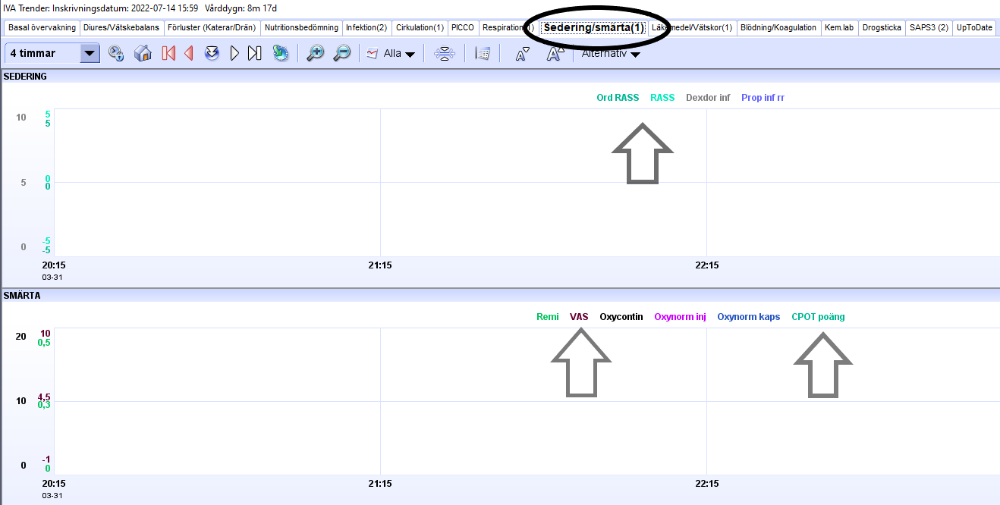 IVA Trender: Inskrivningsdatum: 2022-07-14 15:59 Vårddygn: 8m 17d
Basal övervakning Diures/Vätskebalans Förluster (Katerar/Drän) Nutritionsbedömning Infektion(2) Cirkulation(1) PICCO Respiration(1) Sedering/smärta(1) Läkemedel/Vätskor(1) Blödning/Koagulation Kem.lab Drogsticka SAPS3 (2) UpToDate
4 timmar Alla A A Alternativ
SEDERING
Ord RASS RASS Dexdor inf Prop inf rr
10 5
5
5 0
0
0 -5
-5
20:15 21:15 22:15
03-31
SMÄRTA
Remi VAS Oxycontin Oxynorm inj Oxynorm kaps CPOT poäng
20 10
0,5
10 4,5
0,3
0 -1
0
20:15 21:15 22:15
03-31